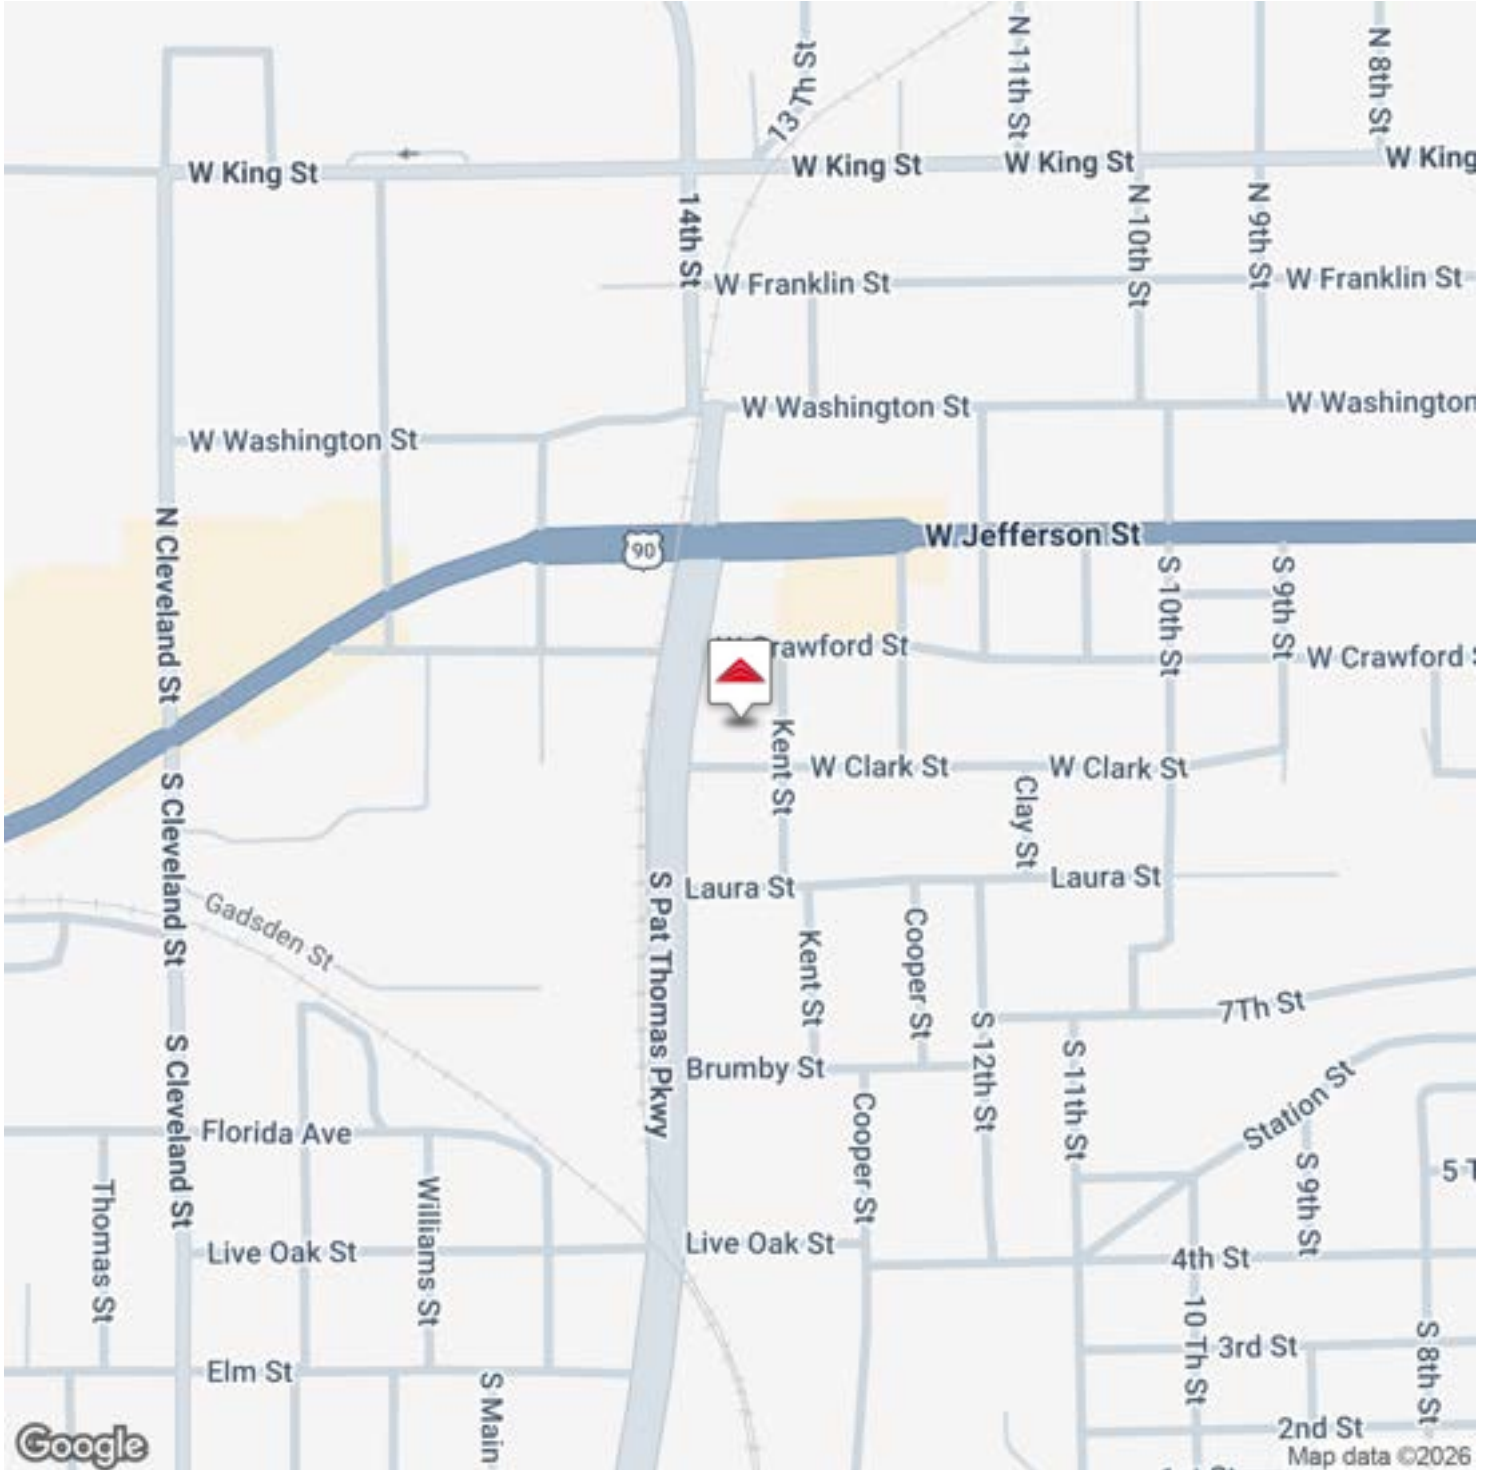 N 11th St
13 Th St
N 8th St
W King St
W King St
W King St
W King
14th St
N 10th St
N 9th St
W Franklin St
W Franklin St
W Washington St
W Washington
W Washington St
N Cleveland St
90
W Jefferson St
S 10th St
S 9th St
Crawford St
W Crawford
Kent St
W Clark St
W Clark St
Clay St
S Cleveland St
Laura St
Laura St
S Pat Thomas Pkwy
Gadsden St
Kent St
Cooper St
7Th St
S 12th St
S 11th St
S Cleveland St
Brumby St
Station St
Florida Ave
Cooper St
S 9th St
5
Thomas St
Williams St
Live Oak St
Live Oak St
4th St
10 Th St
3rd St
S 8th St
Elm St
S Main
2nd St
Google
Map data ©2026